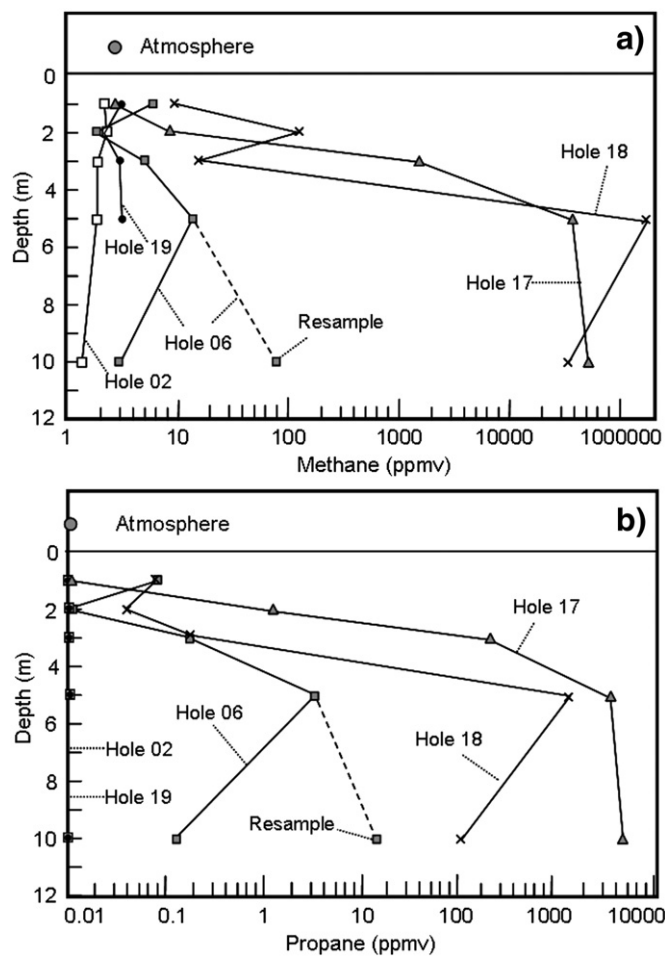 a)
Atmosphere
0
2
4
6
8
10
12
Depth (m)
Hole 18
Hole 19
Hole 17
Hole 06
Resample
Hole 02
1 10 100 1000 10000 1000000
Methane (ppmv)
b)
Atmosphere
0
2
4
6
8
10
12
Depth (m)
Hole 17
Hole 06
Hole 02
Hole 18
Hole 19
Resample
0.01 0.1 1 10 100 1000 10000
Propane (ppmv)